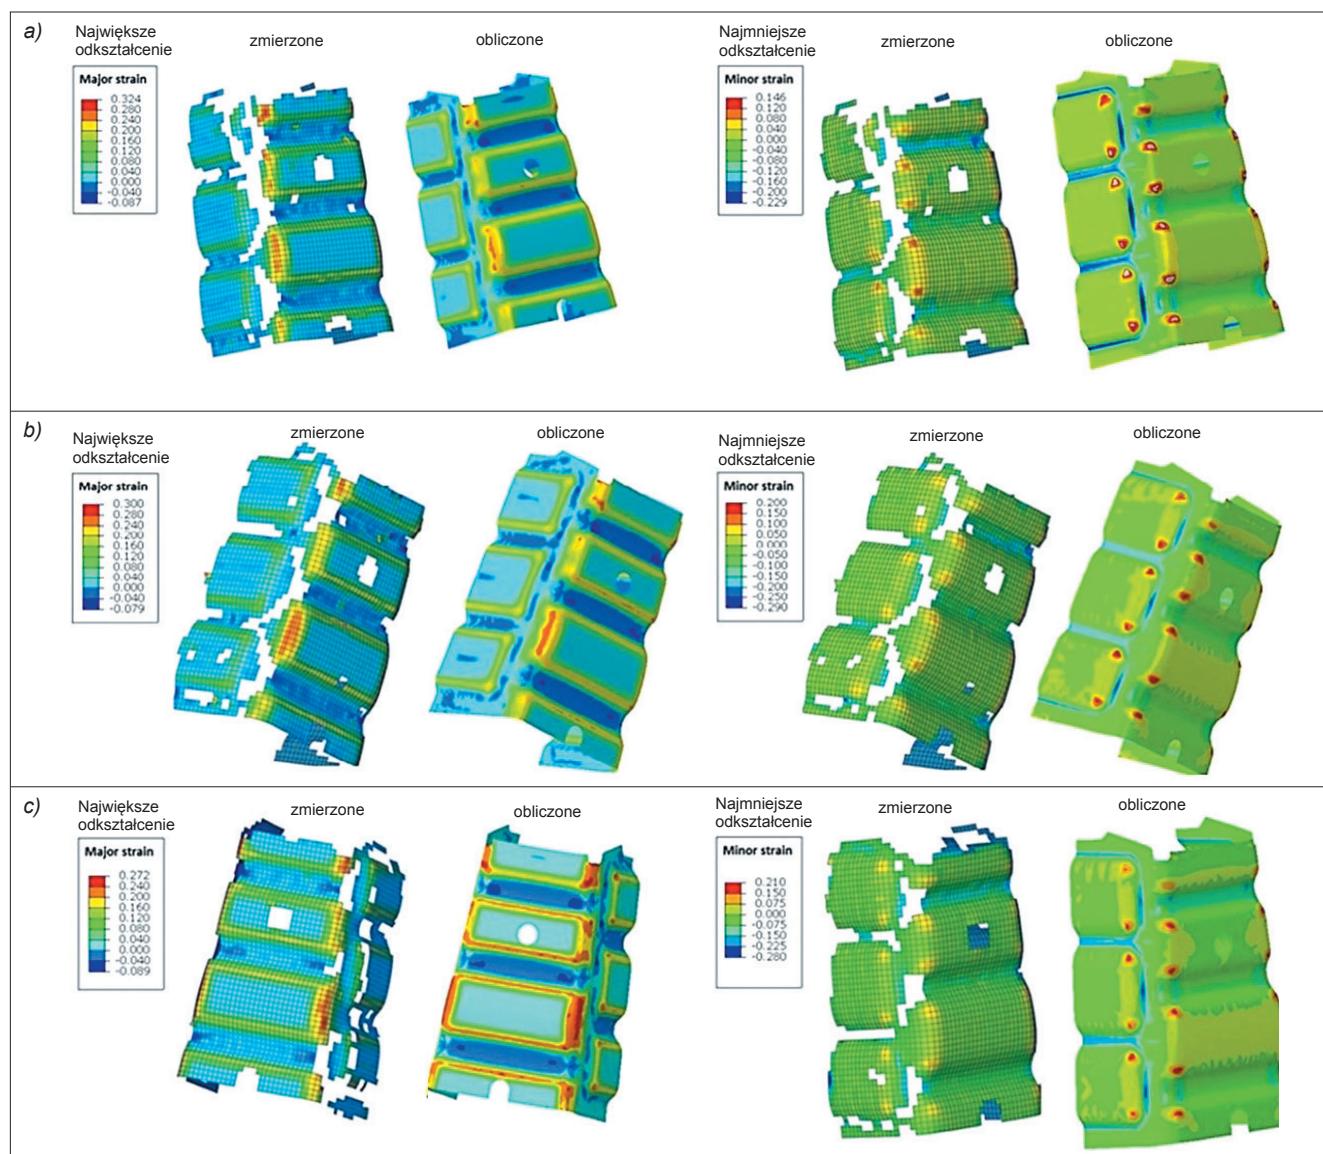 a)
Największe
odkształcenie
zmierzone
obliczone
Major strain
0.324
0.280
0.240
0.200
0.160
0.120
0.080
0.040
0.000
-0.040
-0.087
Najmniejsze
odkształcenie
zmierzone
obliczone
Minor strain
0.146
0.120
0.080
0.040
0.000
-0.040
-0.080
-0.120
-0.160
-0.200
-0.229
b)
Największe
odkształcenie
zmierzone
obliczone
Major strain
0.300
0.280
0.240
0.200
0.160
0.120
0.080
0.040
0.000
-0.040
-0.079
Najmniejsze
odkształcenie
zmierzone
obliczone
Minor strain
0.200
0.150
0.100
0.050
0.000
-0.050
-0.100
-0.150
-0.200
-0.250
-0.290
c)
Największe
odkształcenie
zmierzone
obliczone
Major strain
0.272
0.240
0.200
0.160
0.120
0.080
0.040
0.000
-0.040
-0.089
Najmniejsze
odkształcenie
zmierzone
obliczone
Minor strain
0.210
0.150
0.075
0.000
-0.075
-0.150
-0.225
-0.280